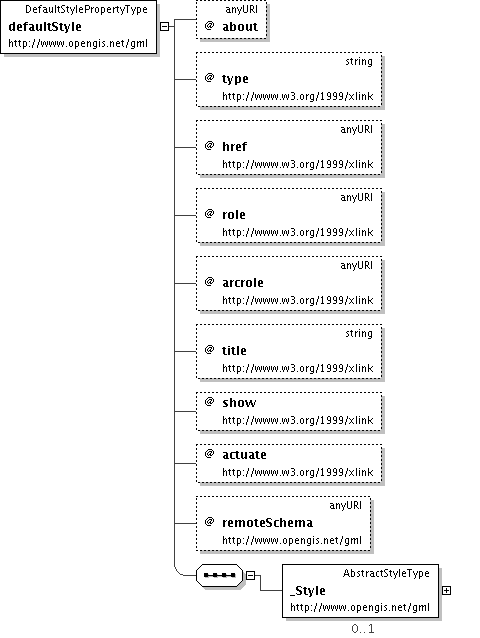 DefaultStylePropertyType
defaultStyle
http://www.opengis.net/gml
anyURI
@ about
string
@ type
http://www.w3.org/1999/xlink
anyURI
@ href
http://www.w3.org/1999/xlink
anyURI
@ role
http://www.w3.org/1999/xlink
anyURI
@ arcrole
http://www.w3.org/1999/xlink
string
@ title
http://www.w3.org/1999/xlink
@ show
http://www.w3.org/1999/xlink
@ actuate
http://www.w3.org/1999/xlink
anyURI
@ remoteSchema
http://www.opengis.net/gml
AbstractStyleType
_Style
http://www.opengis.net/gml
0..1